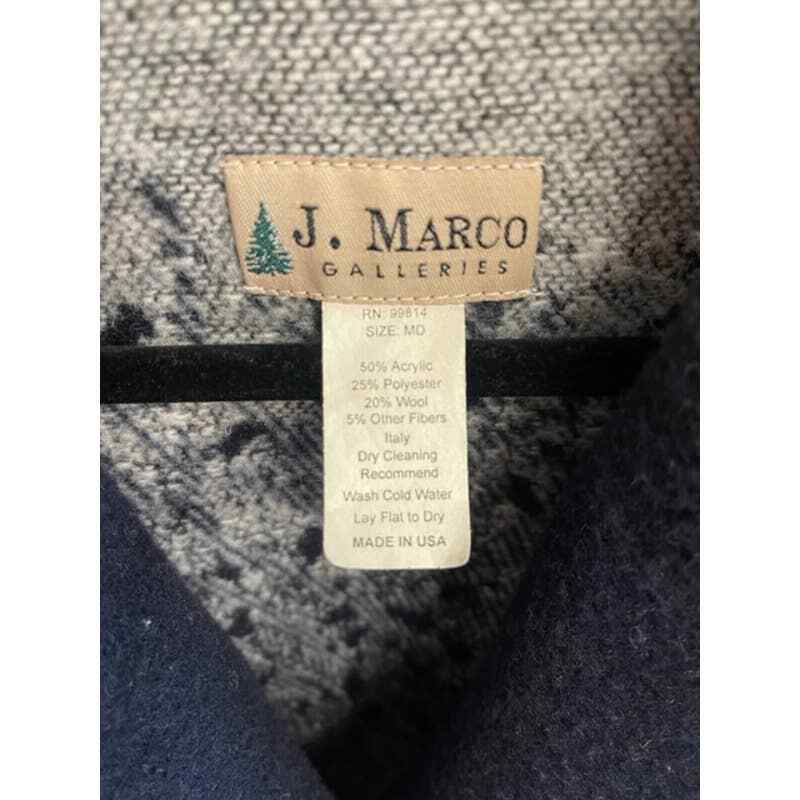 J. MARCO
GALLERIES
RN: 99814
SIZE: MD
50% Acrylic
25% Polyester
20% Wool
5% Other Fibers
Italy
Dry Cleaning
Recommend
Wash Cold Water
Lay Flat to Dry
MADE IN USA